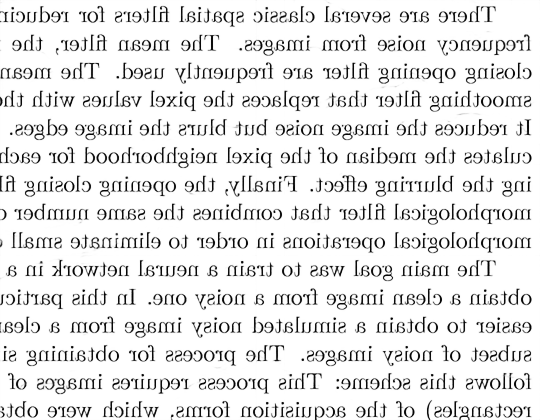 There are several classic spatial filters for reducin
frequency noise from images. The mean filter, the
closing opening filter are frequently used. The mean
smoothing filter that replaces the pixel values with the
It reduces the image noise but blurs the image edges.
culates the median of the pixel neighborhood for each
ing the blurring effect. Finally, the opening closing fil
morphological filter that combines the same number o
morphological operations in order to eliminate small
The main goal was to train a neural network in a
obtain a clean image from a noisy one. In this particu
easier to obtain a simulated noisy image from a clean
subset of noisy images. The process for obtaining si
follows this scheme: This process requires images of
rectangles) of the acquisition forms, which were obta